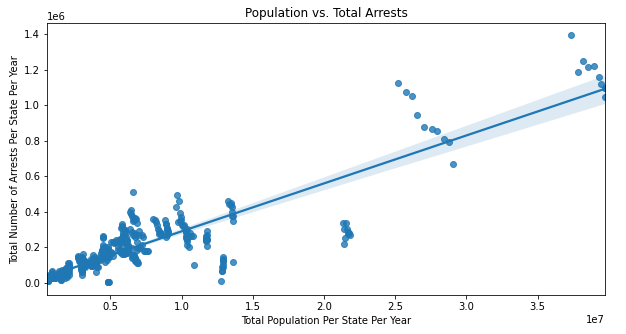 Population vs. Total Arrests
1e6
1.4
1.2
1.0
0.8
0.6
0.4
0.2
0.0
Total Number of Arrests Per State Per Year
0.5 1.0 1.5 2.0 2.5 3.0 3.5
1e7
Total Population Per State Per Year